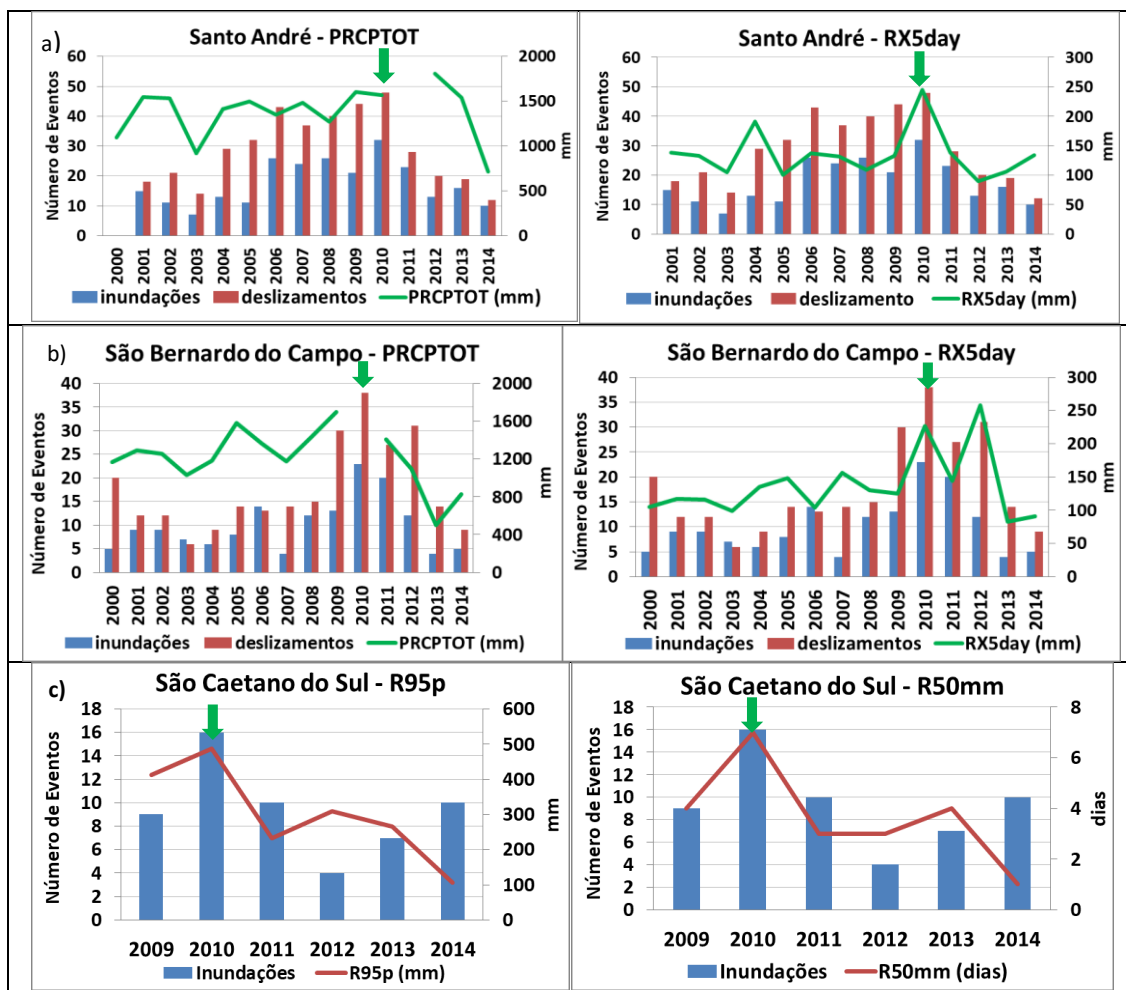 a)
Santo André - PRCPTOT
Número de Eventos
60
50
40
30
20
10
0
2000
1500
1000
500
0
mm
2000 2001 2002 2003 2004 2005 2006 2007 2008 2009 2010 2011 2012 2013 2014
inundações deslizamentos PRCPTOT (mm)
Santo André - RX5day
Número de Eventos
60
50
40
30
20
10
0
300
250
200
150
100
50
0
mm
2001 2002 2003 2004 2005 2006 2007 2008 2009 2010 2011 2012 2013 2014
inundações deslizamento RX5day (mm)
b)
São Bernardo do Campo - PRCPTOT
Número de Eventos
40
35
30
25
20
15
10
5
0
2000
1600
1200
800
400
0
mm
2000 2001 2002 2003 2004 2005 2006 2007 2008 2009 2010 2011 2012 2013 2014
inundações deslizamentos PRCPTOT (mm)
São Bernardo do Campo - RX5day
Número de Eventos
40
35
30
25
20
15
10
5
0
300
250
200
150
100
50
0
mm
2000 2001 2002 2003 2004 2005 2006 2007 2008 2009 2010 2011 2012 2013 2014
inundações deslizamentos RX5day (mm)
c)
São Caetano do Sul - R95p
Número de Eventos
18
16
14
12
10
8
6
4
2
0
600
500
400
300
200
100
0
mm
2009 2010 2011 2012 2013 2014
Inundações R95p (mm)
São Caetano do Sul - R50mm
Número de Eventos
18
16
14
12
10
8
6
4
2
0
8
6
4
2
0
dias
2009 2010 2011 2012 2013 2014
Inundações R50mm (dias)